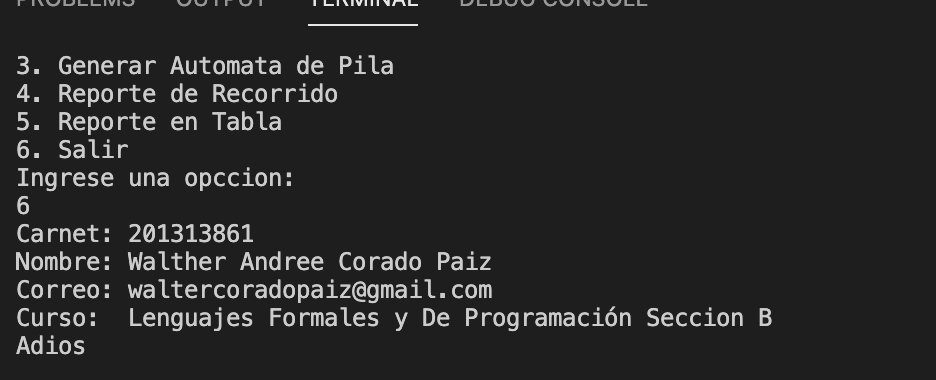 PROBLEMS OUTPUT TERMINAL DEBUG CONSOLE
3. Generar Automata de Pila
4. Reporte de Recorrido
5. Reporte en Tabla
6. Salir
Ingrese una opccion:
6
Carnet: 201313861
Nombre: Walther Andree Corado Paiz
Correo: waltercoradopaiz@gmail.com
Curso:  Lenguajes Formales y De Programación Seccion B
Adios